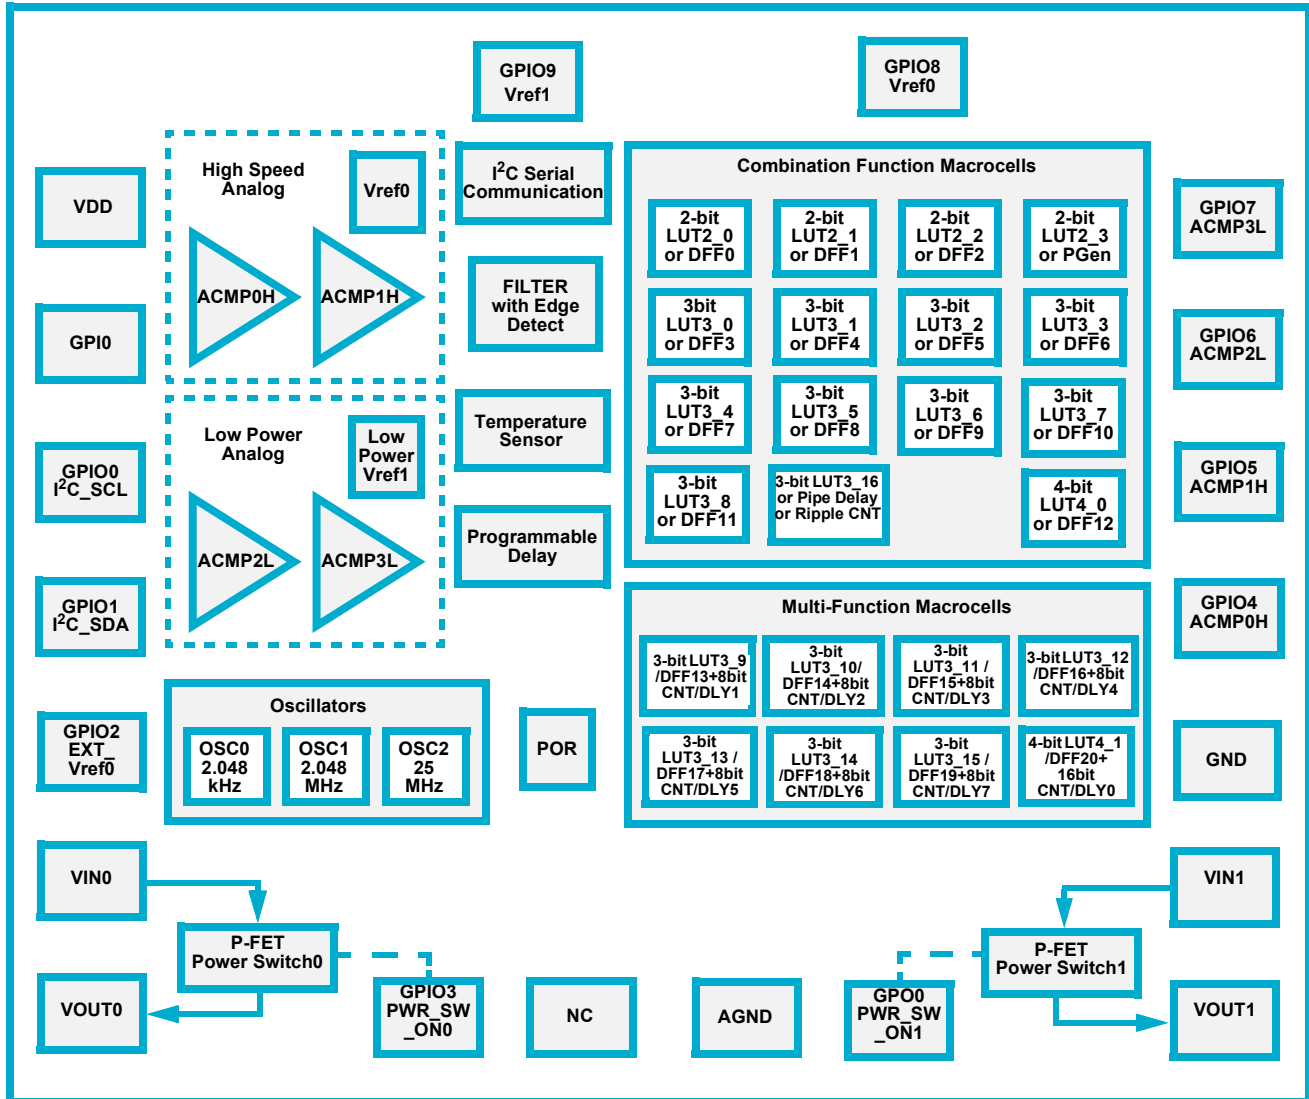 GPIO9
Vref1
GPIO8
Vref0
VDD
GPI0
GPIO0
I²C_SCL
GPIO1
I²C_SDA
GPIO2
EXT_
Vref0
High Speed
Analog
Vref0
ACMP0H
ACMP1H
Low Power
Analog
Low
Power
Vref1
ACMP2L
ACMP3L
I²C Serial
Communication
FILTER
with Edge
Detect
Temperature
Sensor
Programmable
Delay
Oscillators
OSC0
2.048
kHz
OSC1
2.048
MHz
OSC2
25
MHz
POR
Combination Function Macrocells
2-bit
LUT2_0
or DFF0
2-bit
LUT2_1
or DFF1
2-bit
LUT2_2
or DFF2
2-bit
LUT2_3
or PGen
3bit
LUT3_0
or DFF3
3-bit
LUT3_1
or DFF4
3-bit
LUT3_2
or DFF5
3-bit
LUT3_3
or DFF6
3-bit
LUT3_4
or DFF7
3-bit
LUT3_5
or DFF8
3-bit
LUT3_6
or DFF9
3-bit
LUT3_7
or DFF10
3-bit
LUT3_8
or DFF11
3-bit LUT3_16
or Pipe Delay
or Ripple CNT
4-bit
LUT4_0
or DFF12
Multi-Function Macrocells
3-bit LUT3_9
/DFF13+8bit
CNT/DLY1
3-bit
LUT3_10/
DFF14+8bit
CNT/DLY2
3-bit
LUT3_11 /
DFF15+8bit
CNT/DLY3
3-bit LUT3_12
/DFF16+8bit
CNT/DLY4
3-bit
LUT3_13 /
DFF17+8bit
CNT/DLY5
3-bit
LUT3_14
/DFF18+8bit
CNT/DLY6
3-bit
LUT3_15 /
DFF19+8bit
CNT/DLY7
4-bit LUT4_1
/DFF20+
16bit
CNT/DLY0
GPIO7
ACMP3L
GPIO6
ACMP2L
GPIO5
ACMP1H
GPIO4
ACMP0H
GND
VIN0
P-FET
Power Switch0
VOUT0
GPIO3
PWR_SW
_ON0
NC
AGND
GPO0
PWR_SW
_ON1
P-FET
Power Switch1
VIN1
VOUT1